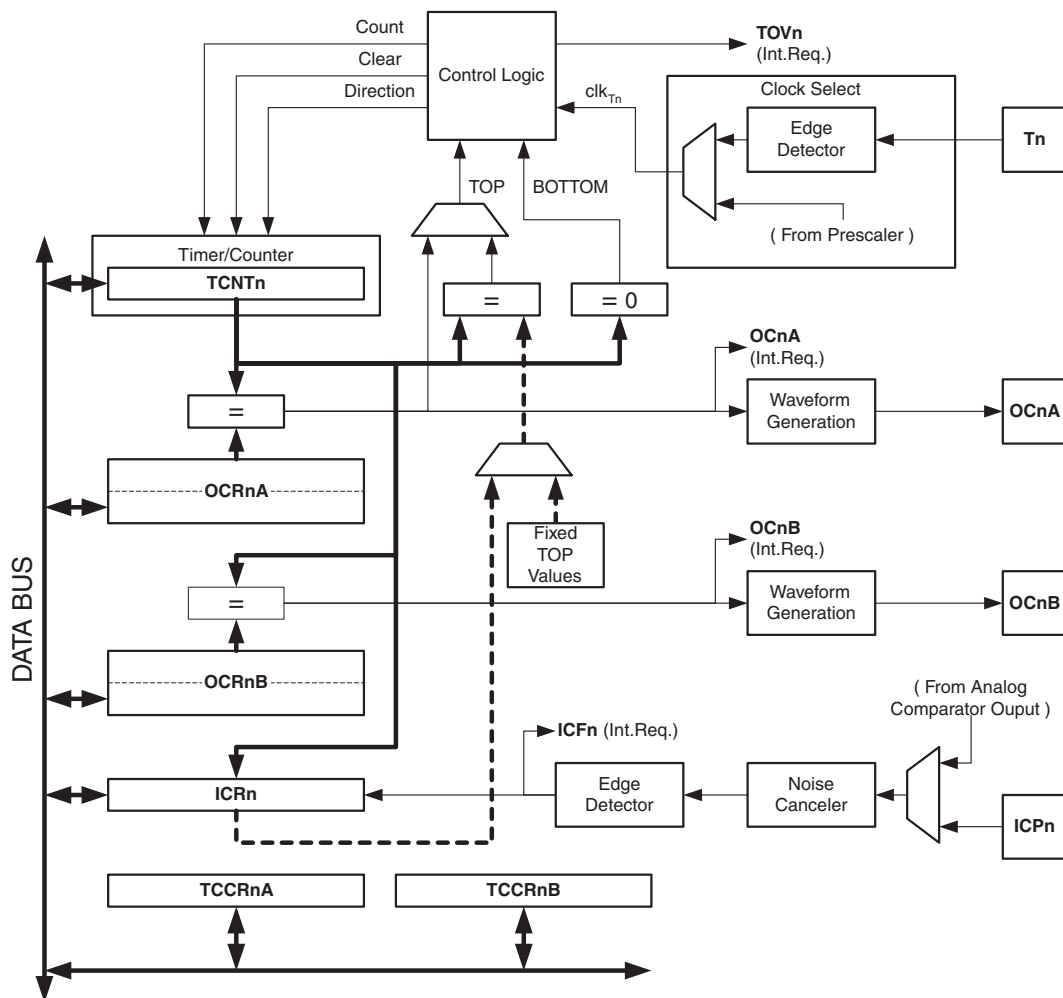 Count
Clear
Direction
Control Logic
TOVn
(Int.Req.)
clkTn
Clock Select
Edge
Detector
Tn
( From Prescaler )
TOP
BOTTOM
Timer/Counter
TCNTn
=
= 0
OCnA
(Int.Req.)
=
Waveform
Generation
OCnA
OCRnA
Fixed
TOP
Values
OCnB
(Int.Req.)
=
Waveform
Generation
OCnB
OCRnB
DATA BUS
( From Analog
Comparator Ouput )
ICFn (Int.Req.)
ICRn
Edge
Detector
Noise
Canceler
ICPn
TCCRnA
TCCRnB